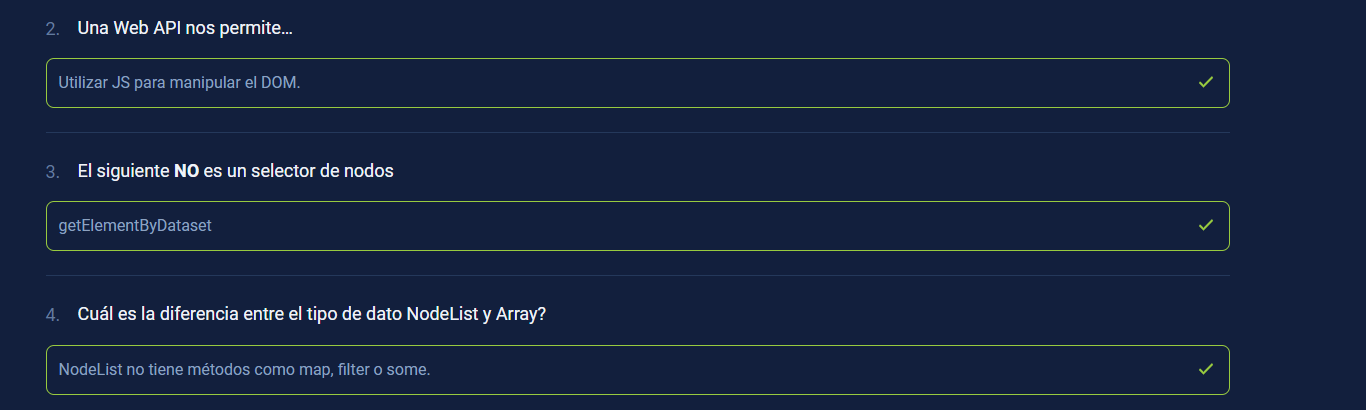 2. Una Web API nos permite...
Utilizar JS para manipular el DOM.
3. El siguiente NO es un selector de nodos
getElementByDataset
4. Cuál es la diferencia entre el tipo de dato NodeList y Array?
NodeList no tiene métodos como map, filter o some.